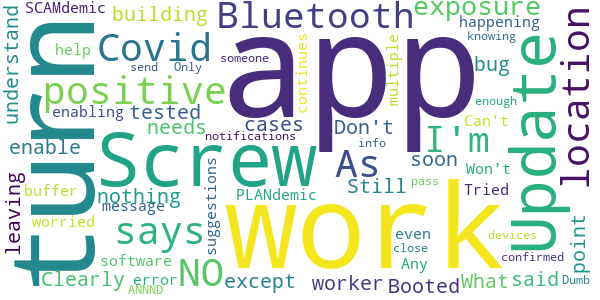 SCAMdemic
building
Bluetooth
exposure
happening
knowing
understand
help
Covid
send
Only
someone
app
continues
multiple
bug
Update
location
turn
positive
enabling
tested
cases
Don't
enough
Can't
needs
notifications
info
I'm
enable
Screw
As
soon
nothing
Still
pass
Won't
Tried
leaving
buffer
message
suggestions
PLANdemic
work
worried
says
even
close
devices
point
software
Any
confirmed
Clearly
error
NO
except
worker
Booted
What
said
Dumb
ANNND